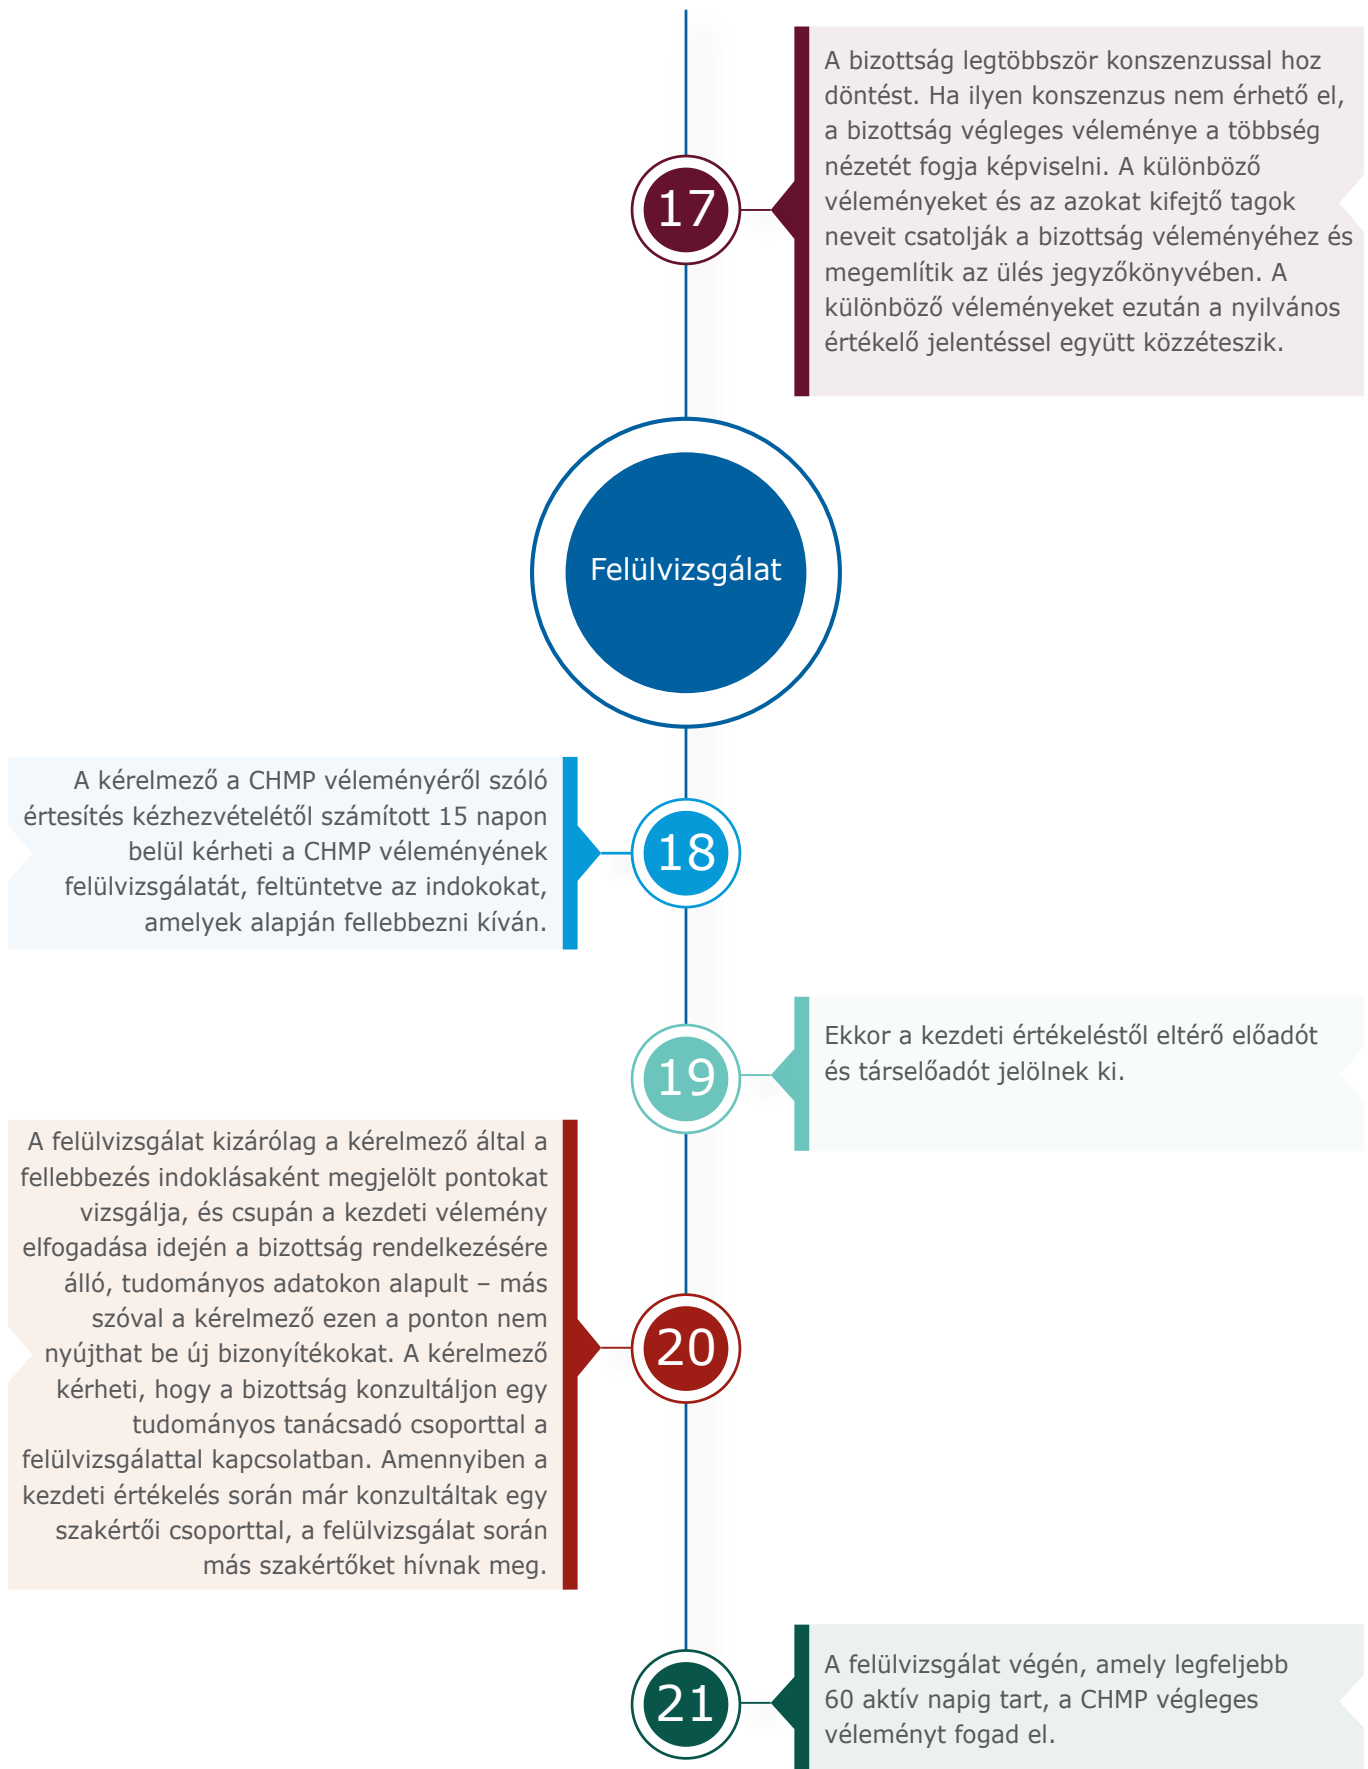 17
A bizottság legtöbbször konszenzussal hoz
döntést. Ha ilyen konszenzus nem érhető el,
a bizottság végleges véleménye a többség
nézetét fogja képviselni. A különböző
véleményeket és az azokat kifejtő tagok
neveit csatolják a bizottság véleményéhez és
megemlítik az ülés jegyzőkönyvében. A
különböző véleményeket ezután a nyilvános
értékelő jelentéssel együtt közzéteszik.
Felülvizsgálat
18
A kérelmező a CHMP véleményéről szóló
értesítés kézhezvételétől számított 15 napon
belül kérheti a CHMP véleményének
felülvizsgálatát, feltüntetve az indokokat,
amelyek alapján fellebbezni kíván.
19
Ekkor a kezdeti értékeléstől eltérő előadót
és társelőadót jelölnek ki.
20
A felülvizsgálat kizárólag a kérelmező által a
fellebbezés indoklásaként megjelölt pontokat
vizsgálja, és csupán a kezdeti vélemény
elfogadása idején a bizottság rendelkezésére
álló, tudományos adatokon alapult – más
szóval a kérelmező ezen a ponton nem
nyújthat be új bizonyítékokat. A kérelmező
kérheti, hogy a bizottság konzultáljon egy
tudományos tanácsadó csoporttal a
felülvizsgálattal kapcsolatban. Amennyiben a
kezdeti értékelés során már konzultáltak egy
szakértői csoporttal, a felülvizsgálat során
más szakértőket hívnak meg.
21
A felülvizsgálat végén, amely legfeljebb
60 aktív napig tart, a CHMP végleges
véleményt fogad el.